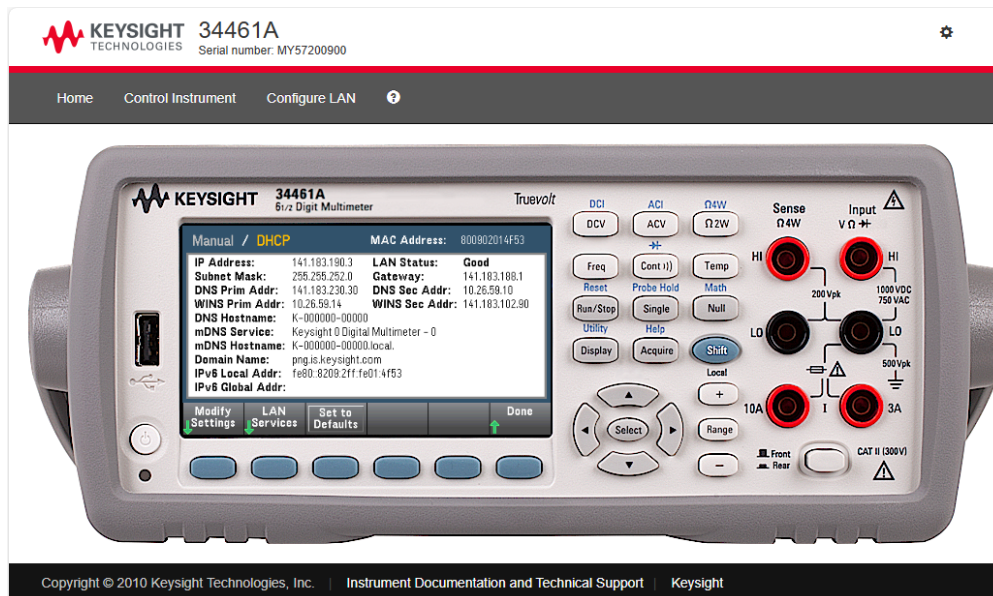 KEYSIGHT TECHNOLOGIES 34461A
Serial number: MY57200900
Home Control Instrument Configure LAN ?
KEYSIGHT 34461A
6 1/2 Digit Multimeter
Truevolt
Manual / DHCP MAC Address: 800902014F53
IP Address: 141.183.190.3 LAN Status: Good
Subnet Mask: 255.255.252.0 Gateway: 141.183.188.1
DNS Prim Addr: 141.183.230.30 DNS Sec Addr: 10.26.59.10
WINS Prim Addr: 10.26.59.14 WINS Sec Addr: 141.183.102.90
DNS Hostname: K-000000-00000
mDNS Service: Keysight 0 Digital Multimeter - 0
mDNS Hostname: K-000000-00000.local.
Domain Name: png.is.keysight.com
IPv6 Local Addr: fe80::8209:2ff:fe01:4f53
IPv6 Global Addr:
Modify Settings LAN Services Set to Defaults Done
DCI ACI Ω4W
DCV ACV Ω2W
Freq Cont Temp
Reset Probe Hold Math
Run/Stop Single Null
Utility Help
Display Acquire Shift
Local
+
Select Range
−
Sense Ω4W
Input V Ω
HI HI
200Vpk
1000 VDC
750 VAC
LO LO
500Vpk
10A I 3A
Front
Rear
CAT II (300V)
Copyright © 2010 Keysight Technologies, Inc. | Instrument Documentation and Technical Support | Keysight